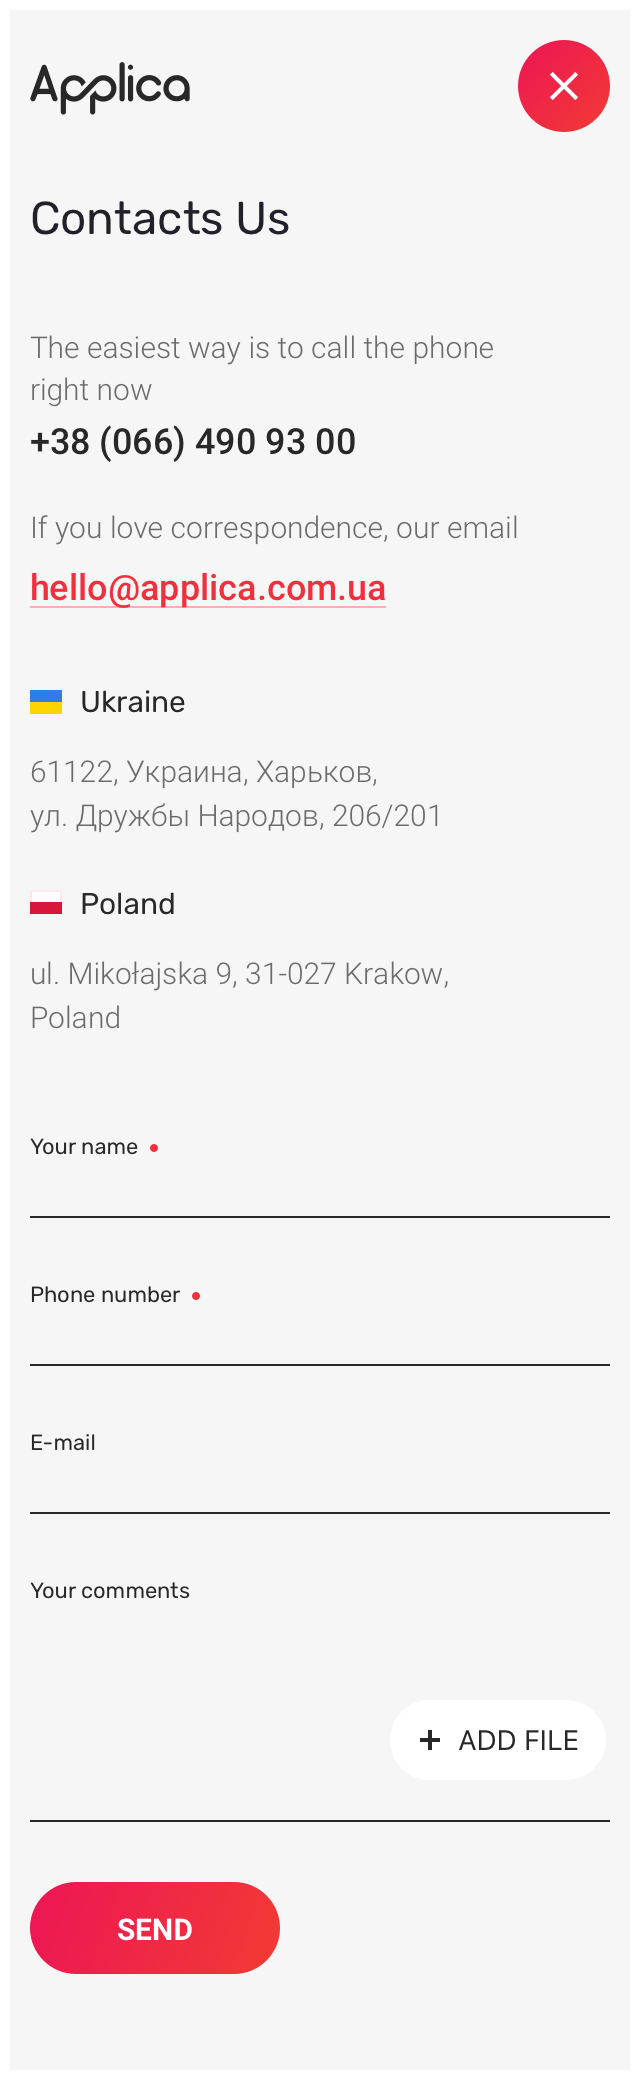 Applica
Contacts Us
The easiest way is to call the phone
right now
+38 (066) 490 93 00
If you love correspondence, our email
hello@applica.com.ua
Ukraine
61122, Украина, Харьков,
ул. Дружбы Народов, 206/201
Poland
ul. Mikołajska 9, 31-027 Krakow,
Poland
Your name
Phone number
E-mail
Your comments
+ ADD FILE
SEND